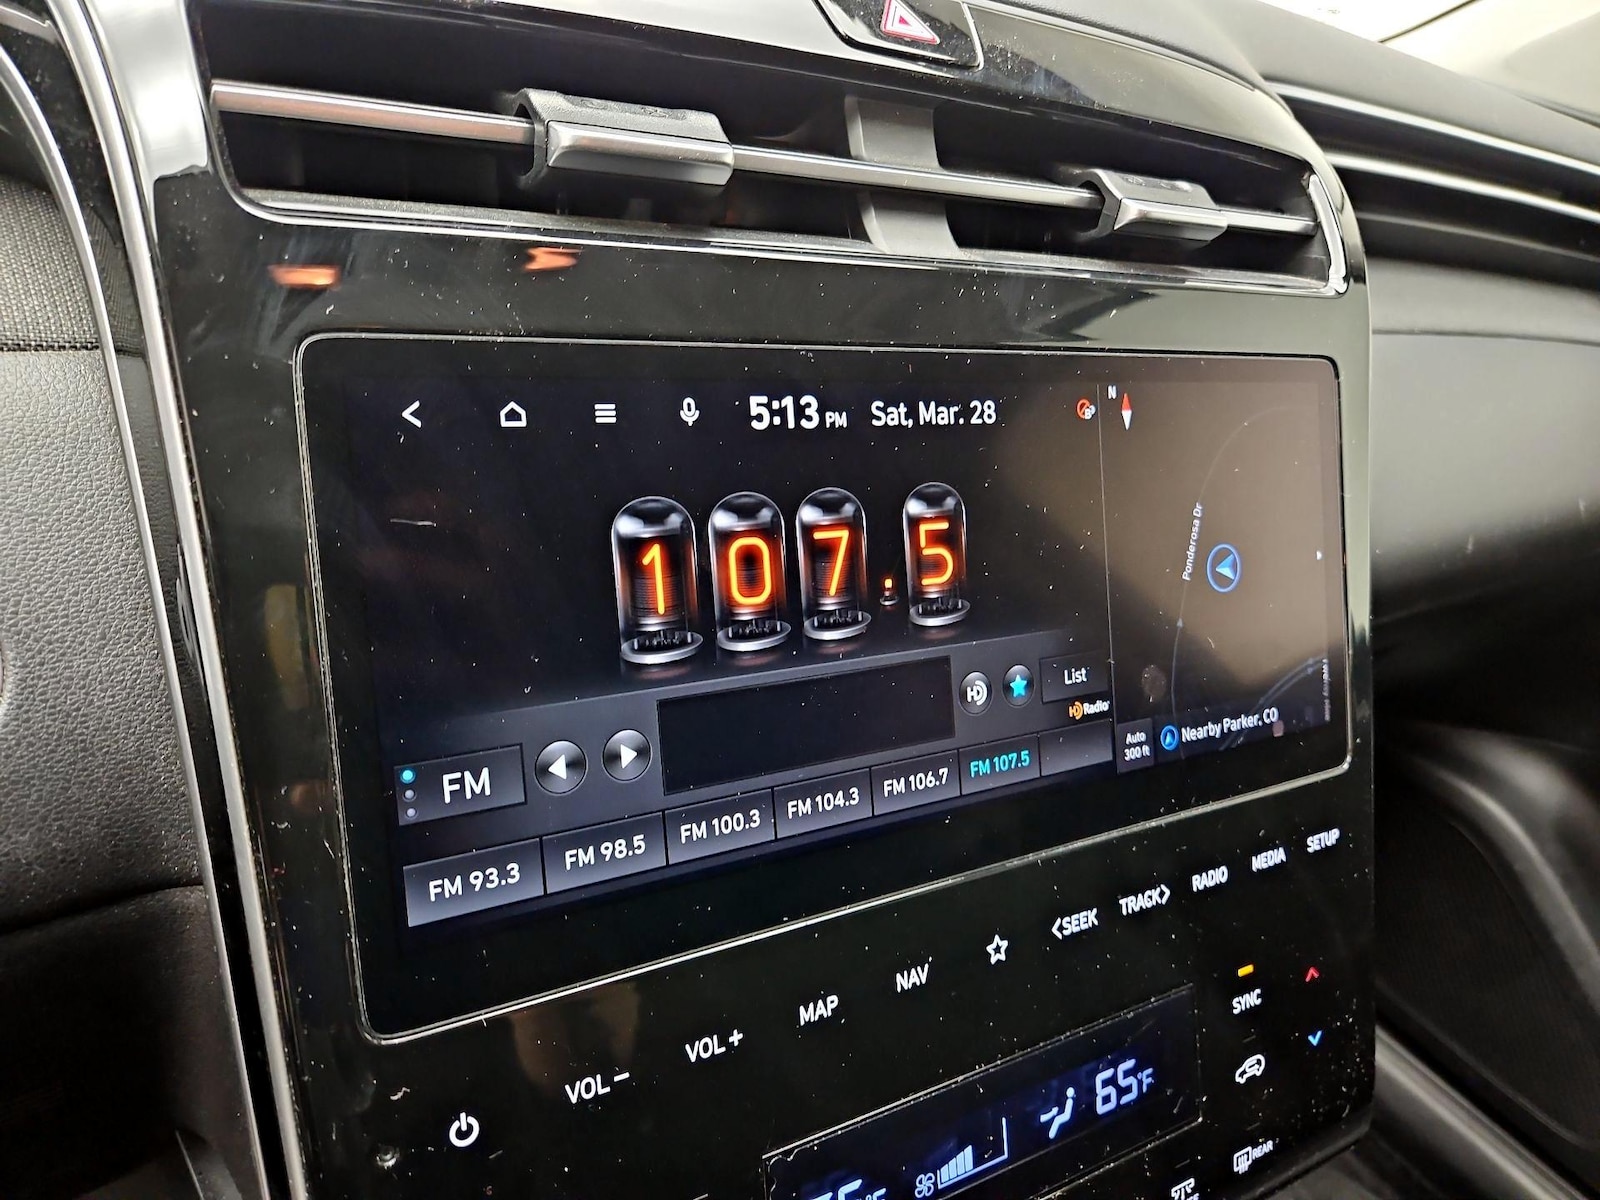 5:13 PM Sat, Mar. 28
N
107.5
Ponderosa Dr
HD
List
HD Radio
Auto
300 ft
Nearby Parker, CO
FM
FM 93.3
FM 98.5
FM 100.3
FM 104.3
FM 106.7
FM 107.5
VOL −
VOL +
MAP
NAV
<SEEK
TRACK>
RADIO
MEDIA
SETUP
SYNC
65°F
REAR